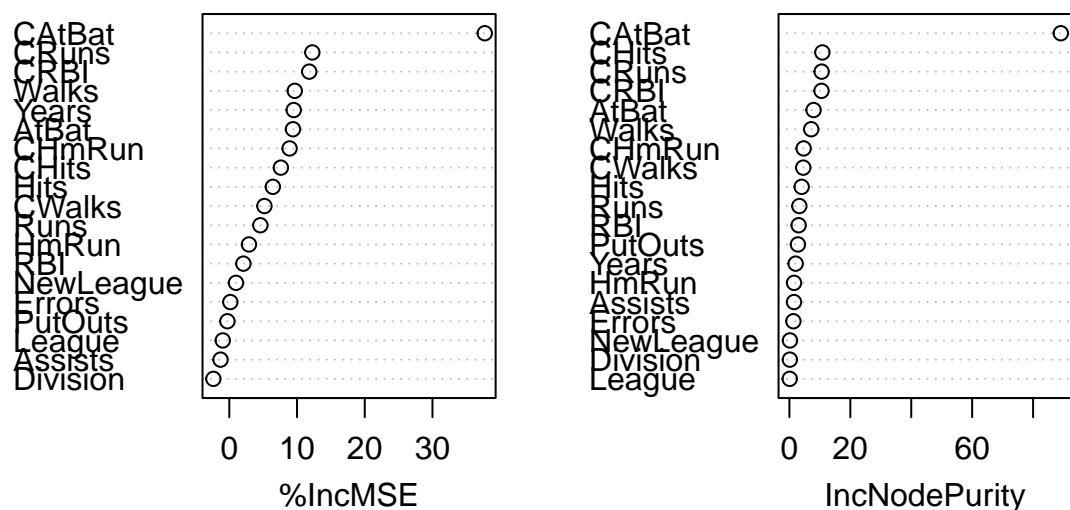 CAtBat
CRuns
CRBI
Walks
Years
AtBat
CHmRun
CHits
Hits
CWalks
Runs
HmRun
RBI
NewLeague
Errors
PutOuts
League
Assists
Division
0 10 20 30
%IncMSE
CAtBat
CHits
CRuns
CRBI
AtBat
Walks
CHmRun
CWalks
Hits
Runs
RBI
PutOuts
Years
HmRun
Assists
Errors
NewLeague
Division
League
0 20 60
IncNodePurity